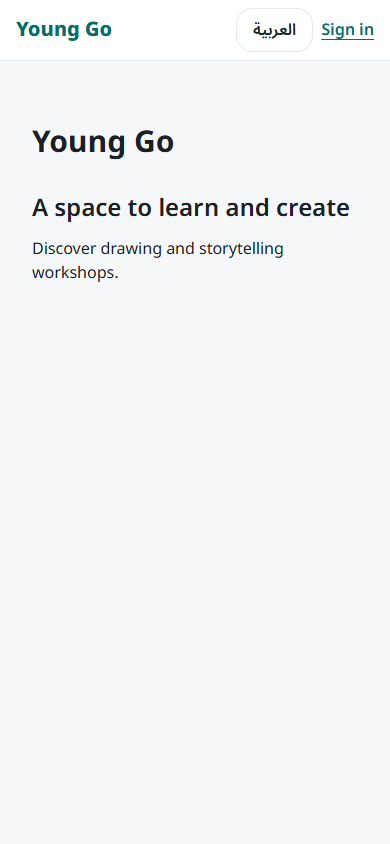 Young Go
العربية
Sign in
Young Go
A space to learn and create
Discover drawing and storytelling
workshops.